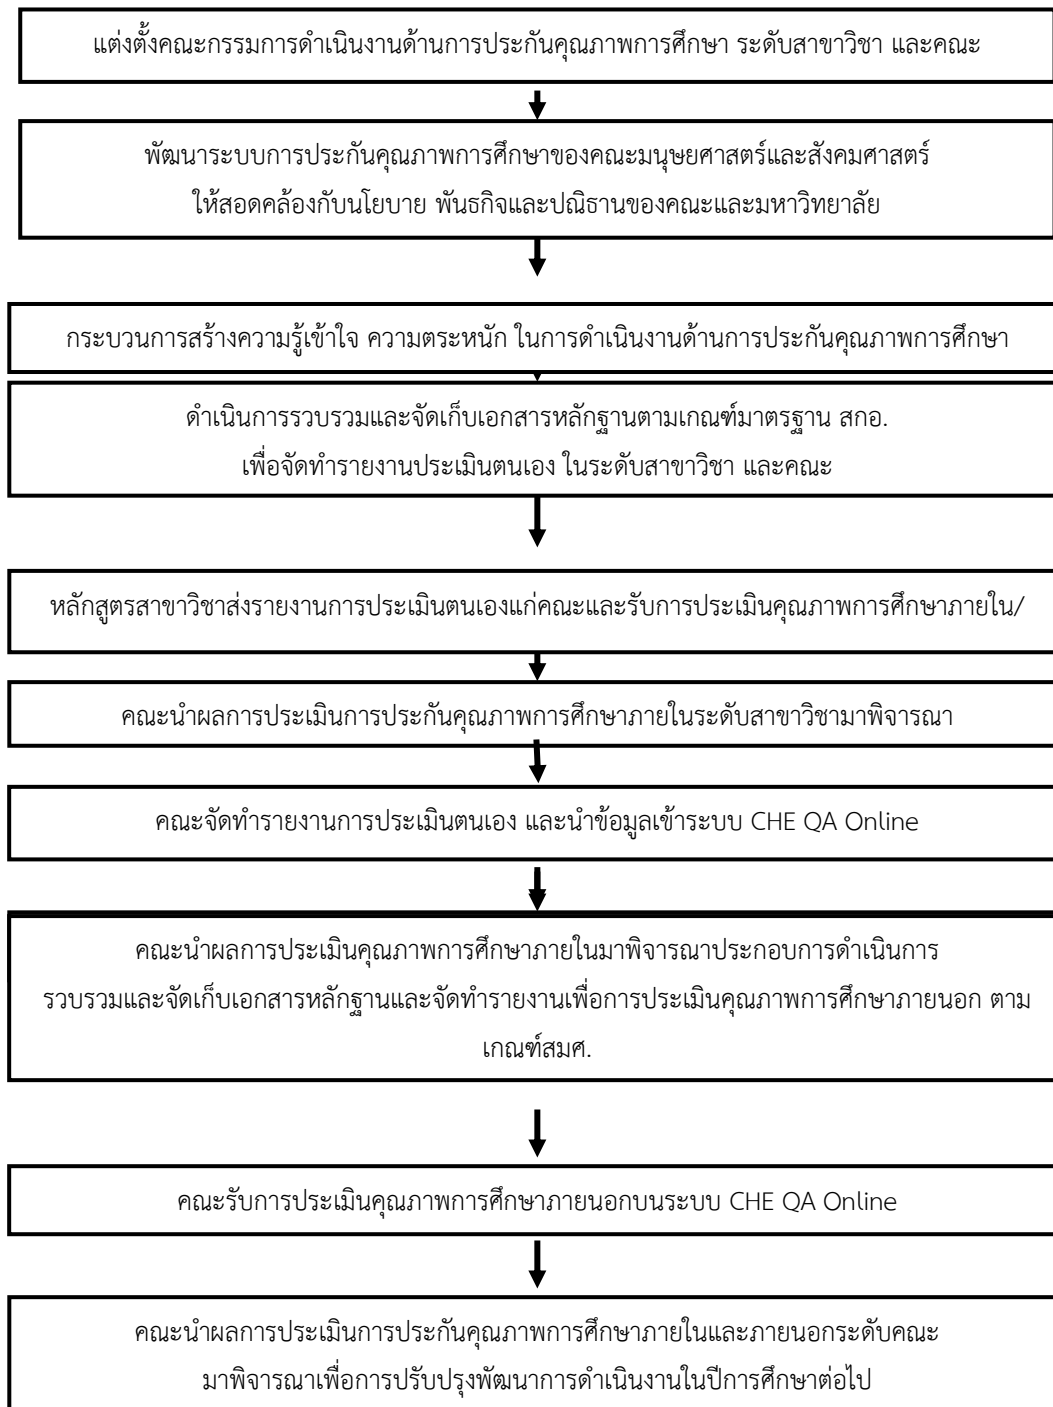 แต่งตั้งคณะกรรมการดำเนินงานด้านการประกันคุณภาพการศึกษา ระดับสาขาวิชา และคณะ
พัฒนาระบบการประกันคุณภาพการศึกษาของคณะมนุษยศาสตร์และสังคมศาสตร์
ให้สอดคล้องกับนโยบาย พันธกิจและปณิธานของคณะและมหาวิทยาลัย
กระบวนการสร้างความรู้เข้าใจ ความตระหนัก ในการดำเนินงานด้านการประกันคุณภาพการศึกษา
ดำเนินการรวบรวมและจัดเก็บเอกสารหลักฐานตามเกณฑ์มาตรฐาน สกอ.
เพื่อจัดทำรายงานประเมินตนเอง ในระดับสาขาวิชา และคณะ
หลักสูตรสาขาวิชาส่งรายงานการประเมินตนเองแก่คณะและรับการประเมินคุณภาพการศึกษาภายใน/
คณะนำผลการประเมินการประกันคุณภาพการศึกษาภายในระดับสาขาวิชามาพิจารณา
คณะจัดทำรายงานการประเมินตนเอง และนำข้อมูลเข้าระบบ CHE QA Online
คณะนำผลการประเมินคุณภาพการศึกษาภายในมาพิจารณาประกอบการดำเนินการ
รวบรวมและจัดเก็บเอกสารหลักฐานและจัดทำรายงานเพื่อการประเมินคุณภาพการศึกษาภายนอก ตาม
เกณฑ์สมศ.
คณะรับการประเมินคุณภาพการศึกษาภายนอกบนระบบ CHE QA Online
คณะนำผลการประเมินการประกันคุณภาพการศึกษาภายในและภายนอกระดับคณะ
มาพิจารณาเพื่อการปรับปรุงพัฒนาการดำเนินงานในปีการศึกษาต่อไป